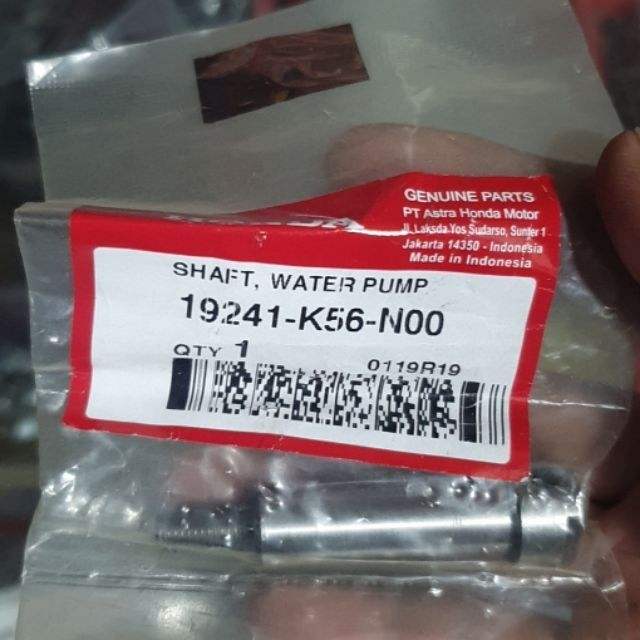 GENUINE PARTS
PT Astra Honda Motor
Jl. Laksda Yos Sudarso, Sunter 1
Jakarta 14350 - Indonesia
Made in Indonesia
SHAFT, WATER PUMP
19241-K56-N00
QTY 1 0119R19